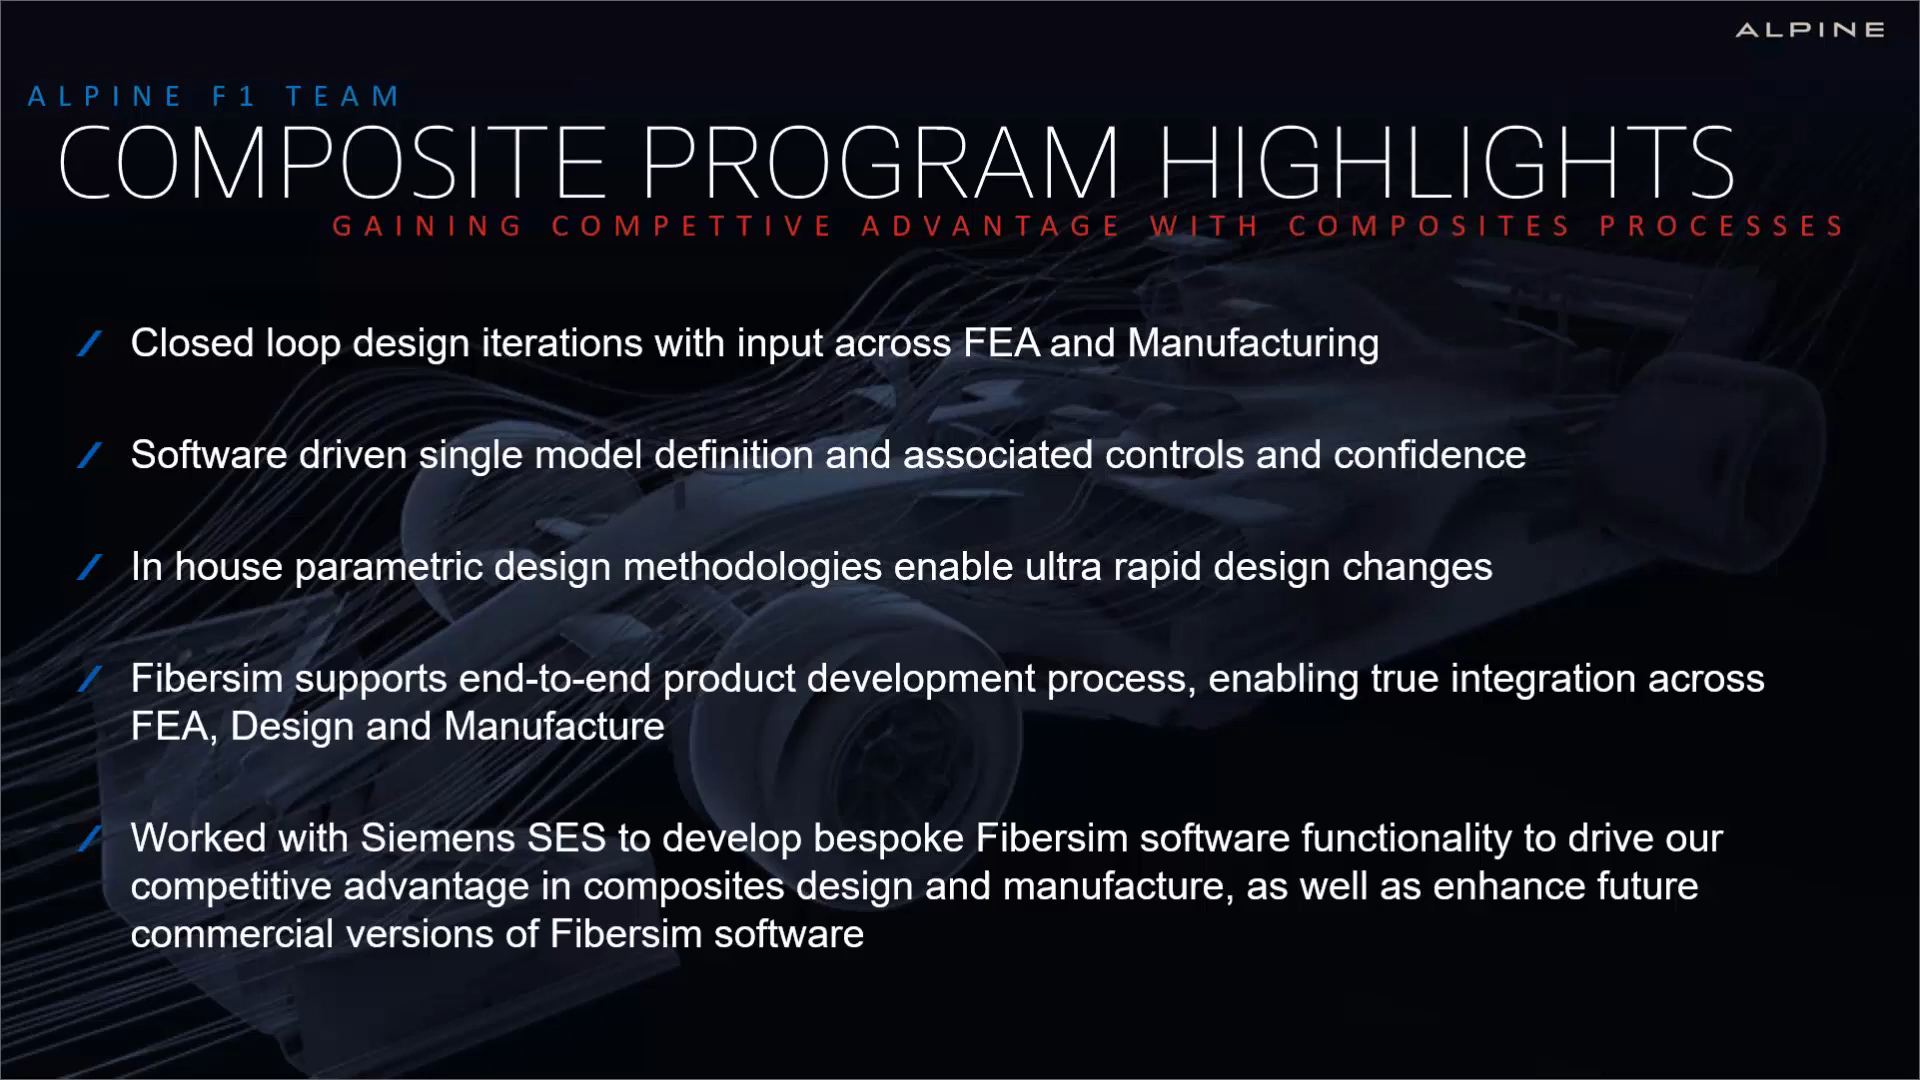 ALPINE
ALPINE F1 TEAM
COMPOSITE PROGRAM HIGHLIGHTS
GAINING COMPETTIVE ADVANTAGE WITH COMPOSITES PROCESSES
Closed loop design iterations with input across FEA and Manufacturing
Software driven single model definition and associated controls and confidence
In house parametric design methodologies enable ultra rapid design changes
Fibersim supports end-to-end product development process, enabling true integration across
FEA, Design and Manufacture
Worked with Siemens SES to develop bespoke Fibersim software functionality to drive our
competitive advantage in composites design and manufacture, as well as enhance future
commercial versions of Fibersim software